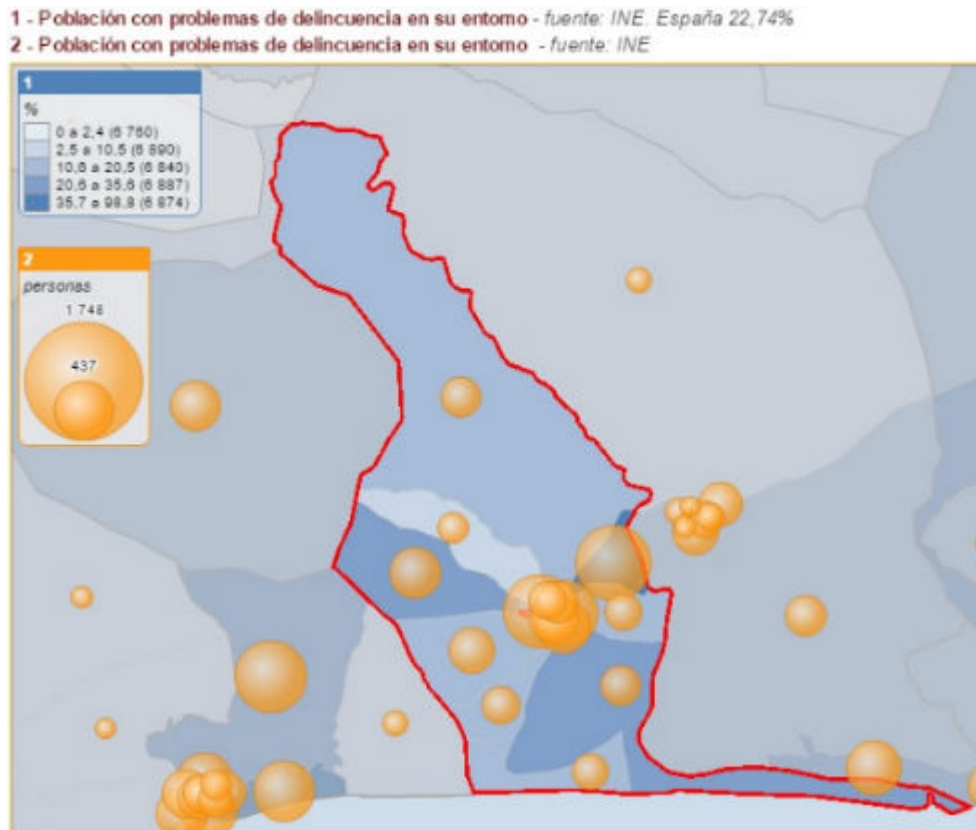 1 - Población con problemas de delincuencia en su entorno - fuente: INE. España 22,74%
2 - Población con problemas de delincuencia en su entorno - fuente: INE
1
%
0 a 2,4 (6 760)
2,5 a 10,5 (6 890)
10,6 a 20,5 (6 840)
20,6 a 35,6 (6 887)
35,7 a 98,8 (6 874)
2
personas
1 748
437